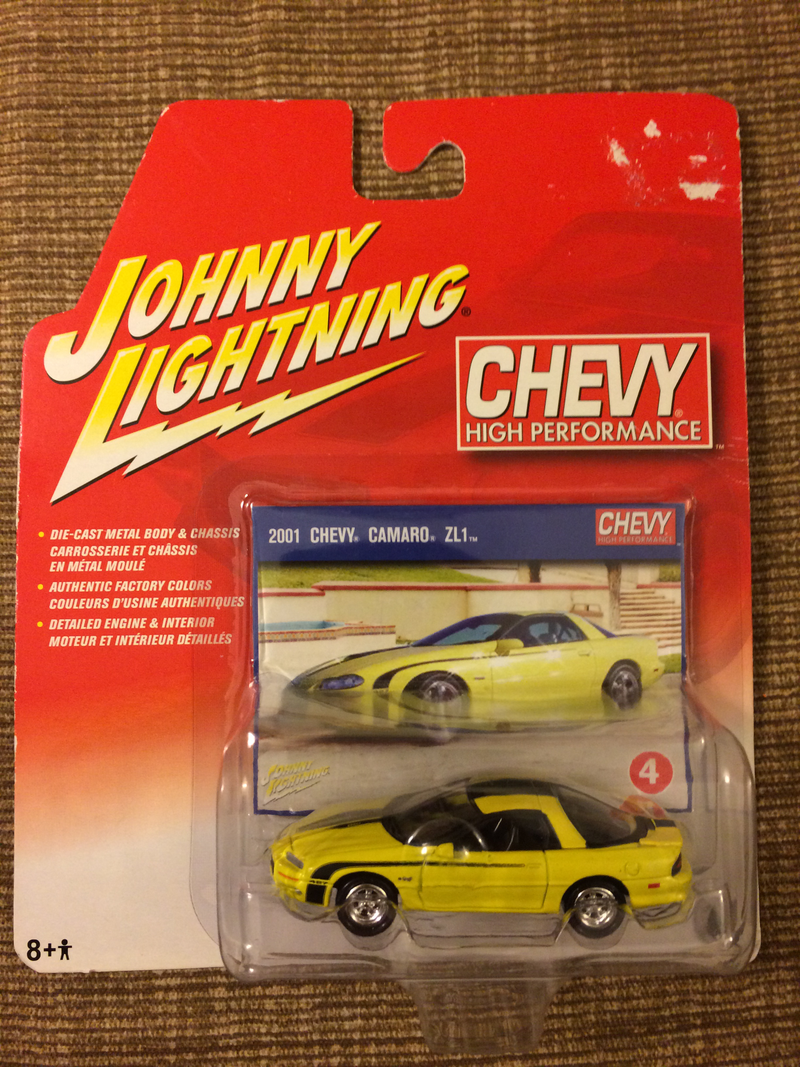 JOHNNY
LIGHTNING®
CHEVY®
HIGH PERFORMANCE™
• DIE-CAST METAL BODY & CHASSIS
CARROSSERIE ET CHÂSSIS
EN MÉTAL MOULÉ
• AUTHENTIC FACTORY COLORS
COULEURS D'USINE AUTHENTIQUES
• DETAILED ENGINE & INTERIOR
MOTEUR ET INTÉRIEUR DÉTAILLÉS
2001 CHEVY® CAMARO® ZL1™
CHEVY
HIGH PERFORMANCE
JOHNNY
LIGHTNING
4
8+